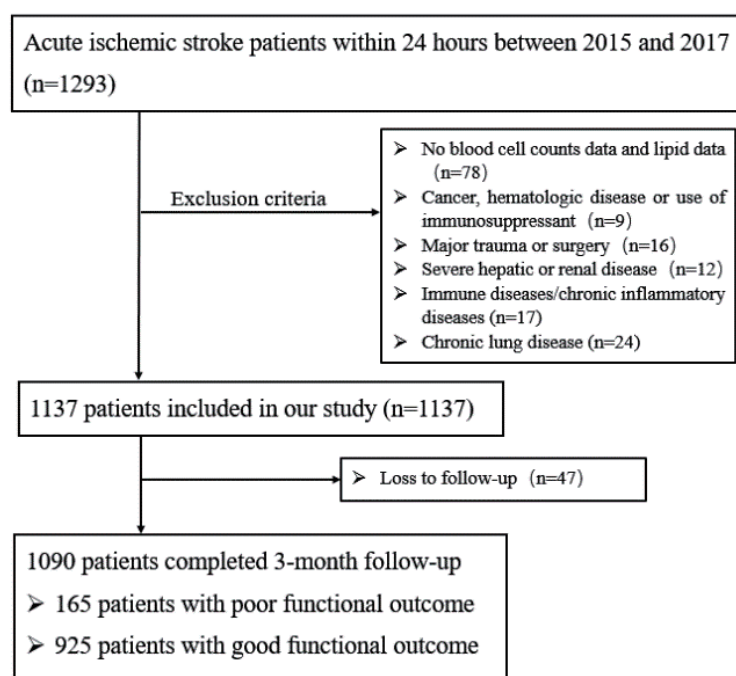 Acute ischemic stroke patients within 24 hours between 2015 and 2017
(n=1293)
Exclusion criteria
➢ No blood cell counts data and lipid data
(n=78)
➢ Cancer, hematologic disease or use of
immunosuppressant (n=9)
➢ Major trauma or surgery (n=16)
➢ Severe hepatic or renal disease (n=12)
➢ Immune diseases/chronic inflammatory
diseases (n=17)
➢ Chronic lung disease (n=24)
1137 patients included in our study (n=1137)
➢ Loss to follow-up (n=47)
1090 patients completed 3-month follow-up
➢ 165 patients with poor functional outcome
➢ 925 patients with good functional outcome